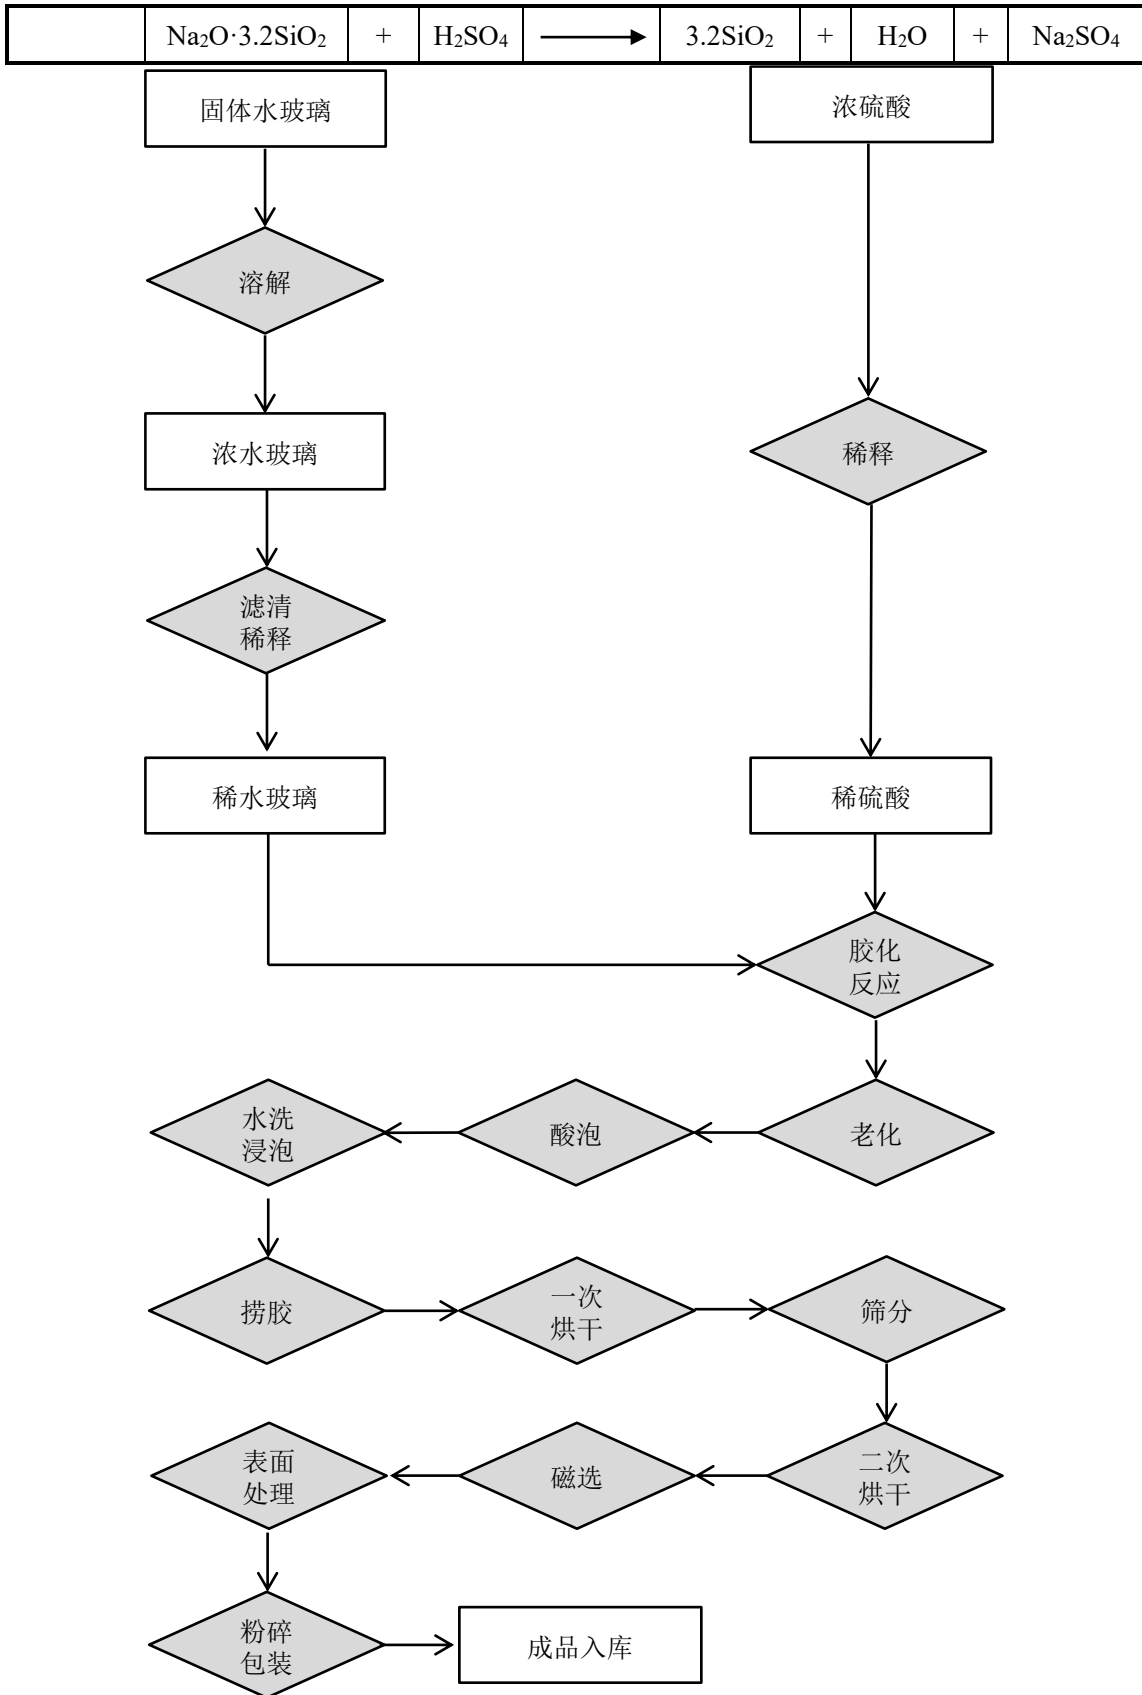 Na₂O·3.2SiO₂ + H₂SO₄ ⟶ 3.2SiO₂ + H₂O + Na₂SO₄
固体水玻璃
浓硫酸
溶解
浓水玻璃
稀释
滤清
稀释
稀水玻璃
稀硫酸
胶化
反应
水洗
浸泡
酸泡
老化
捞胶
一次
烘干
筛分
表面
处理
磁选
二次
烘干
粉碎
包装
成品入库